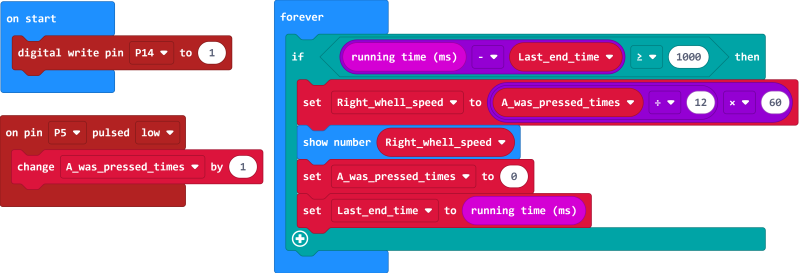 on start
digital write pin P14 to 1
on pin P5 pulsed low
change A_was_pressed_times by 1
forever
if running time (ms) - Last_end_time ≥ 1000 then
set Right_whell_speed to A_was_pressed_times ÷ 12 × 60
show number Right_whell_speed
set A_was_pressed_times to 0
set Last_end_time to running time (ms)